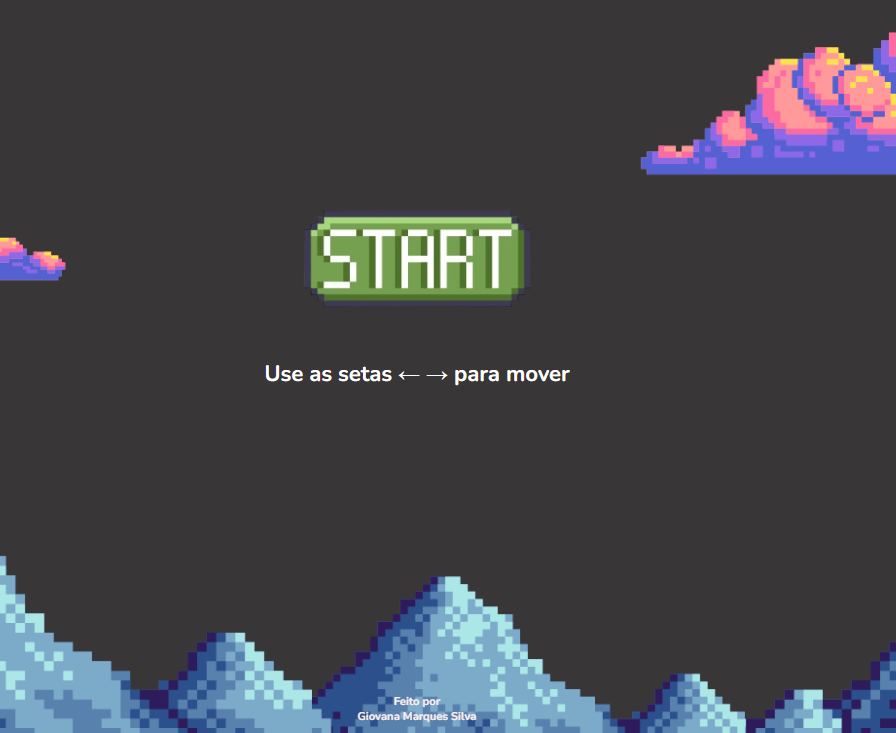 START
Use as setas ← → para mover
Feito por
Giovana Marques Silva